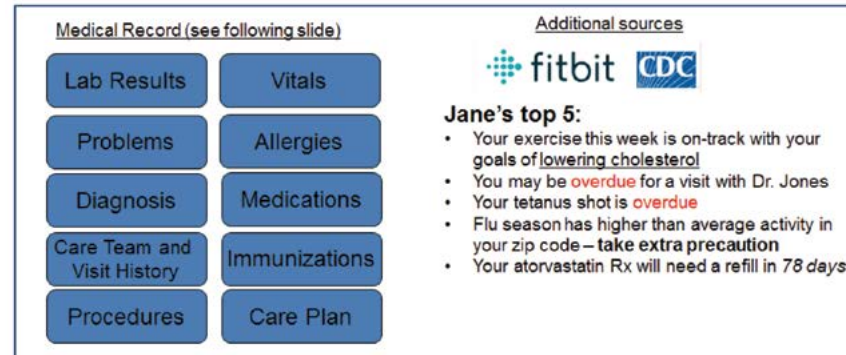 Medical Record (see following slide)
Lab Results
Vitals
Problems
Allergies
Diagnosis
Medications
Care Team and
Visit History
Immunizations
Procedures
Care Plan
Additional sources
fitbit
CDC
Jane's top 5:
• Your exercise this week is on-track with your
goals of lowering cholesterol
• You may be overdue for a visit with Dr. Jones
• Your tetanus shot is overdue
• Flu season has higher than average activity in
your zip code – take extra precaution
• Your atorvastatin Rx will need a refill in 78 days